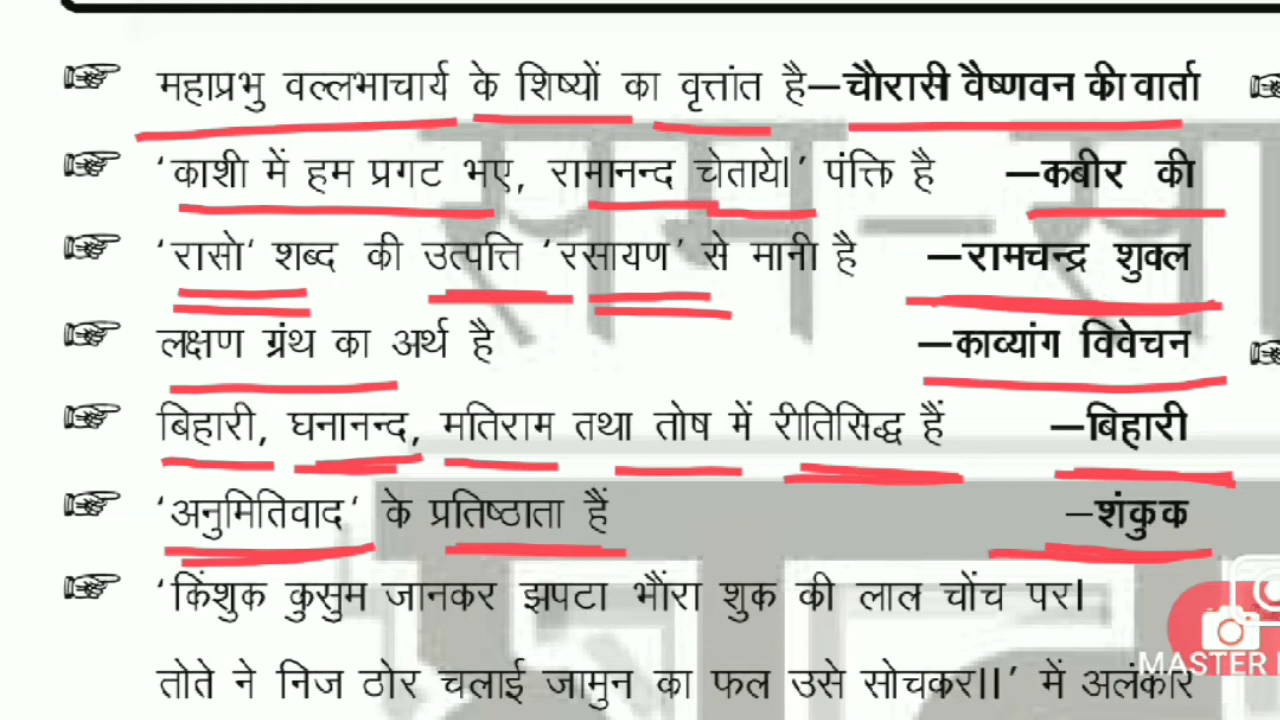 महाप्रभु वल्लभाचार्य के शिष्यों का वृत्तांत है—चौरासी वैष्णवन की वार्ता
‘काशी में हम प्रगट भए, रामानन्द चेताये।’ पंक्ति है —कबीर की
‘रासो‘ शब्द की उत्पत्ति ‘रसायण’ से मानी है —रामचन्द्र शुक्ल
लक्षण ग्रंथ का अर्थ है —काव्यांग विवेचन
बिहारी, घनानन्द, मतिराम तथा तोष में रीतिसिद्ध हैं —बिहारी
‘अनुमितिवाद‘ के प्रतिष्ठाता हैं —शंकुक
‘किंशुक कुसुम जानकर झपटा भौंरा शुक की लाल चोंच पर।
तोते ने निज ठोर चलाई जामुन का फल उसे सोचकर।।’ में अलंकार
MASTER